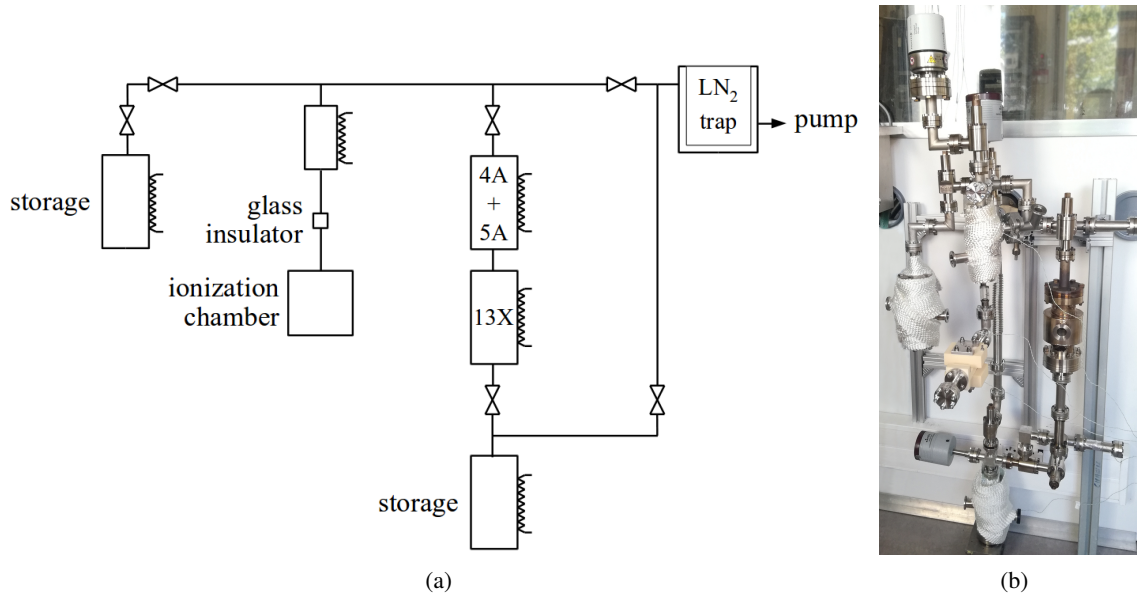 LN₂
trap
pump
storage
glass
insulator
ionization
chamber
4A
+
5A
13X
storage
(a)
(b)